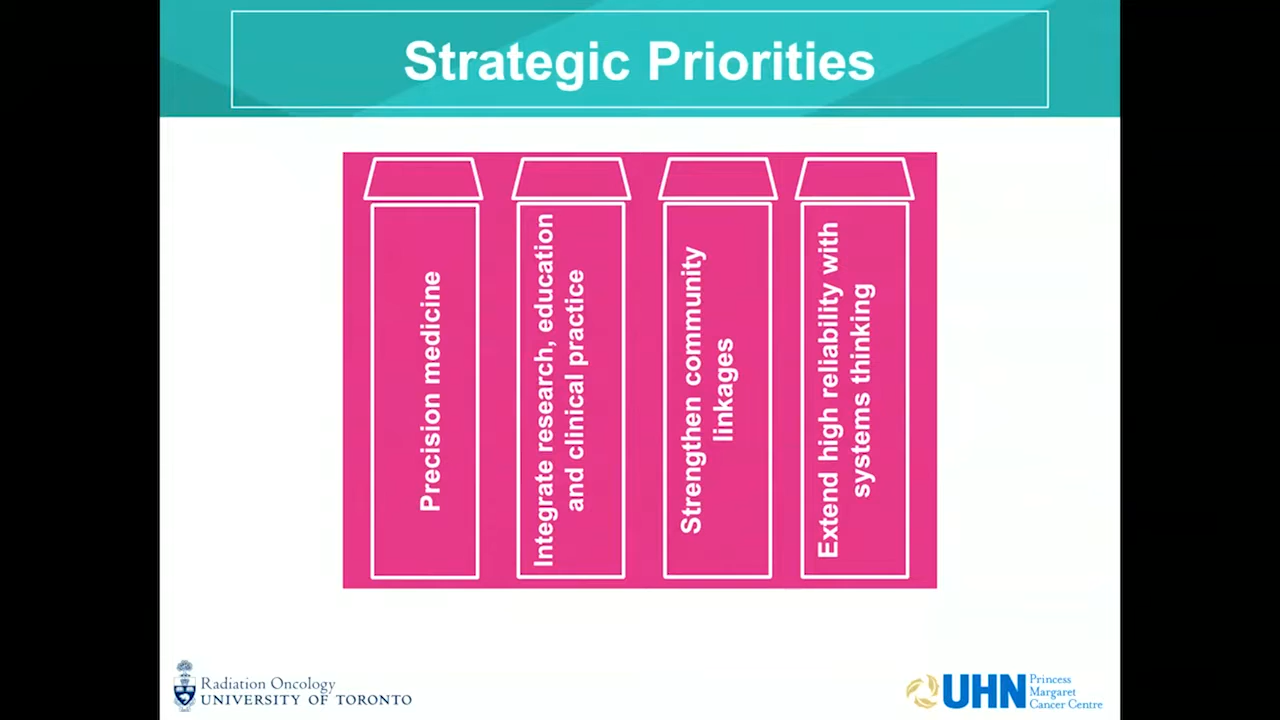 Strategic Priorities
Precision medicine
Integrate research, education
and clinical practice
Strengthen community
linkages
Extend high reliability with
systems thinking
Radiation Oncology
UNIVERSITY OF TORONTO
UHN
Princess
Margaret
Cancer Centre